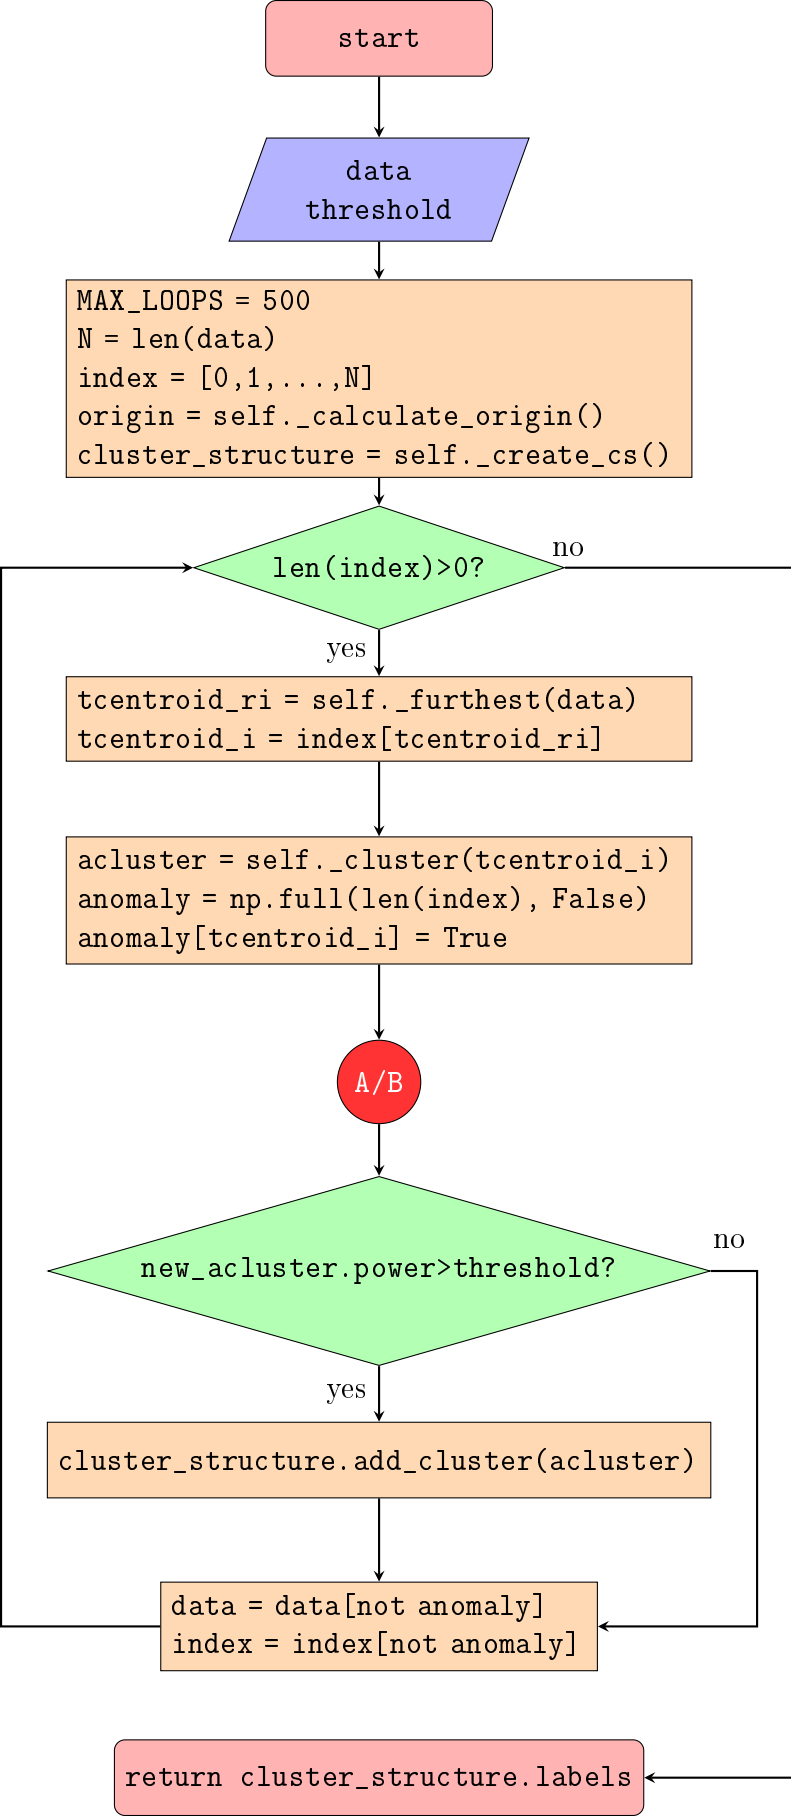 start
data
threshold
MAX_LOOPS = 500
N = len(data)
index = [0,1,...,N]
origin = self._calculate_origin()
cluster_structure = self._create_cs()
len(index)>0?
no
yes
tcentroid_ri = self._furthest(data)
tcentroid_i = index[tcentroid_ri]
acluster = self._cluster(tcentroid_i)
anomaly = np.full(len(index), False)
anomaly[tcentroid_i] = True
A/B
new_acluster.power>threshold?
no
yes
cluster_structure.add_cluster(acluster)
data = data[not anomaly]
index = index[not anomaly]
return cluster_structure.labels